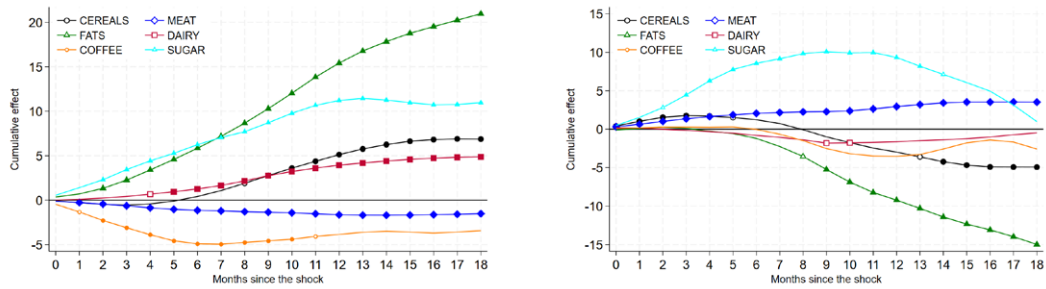 CEREALS MEAT
FATS DAIRY
COFFEE SUGAR
Cumulative effect
20
15
10
5
0
-5
0 1 2 3 4 5 6 7 8 9 10 11 12 13 14 15 16 17 18
Months since the shock
CEREALS MEAT
FATS DAIRY
COFFEE SUGAR
Cumulative effect
15
10
5
0
-5
-10
-15
0 1 2 3 4 5 6 7 8 9 10 11 12 13 14 15 16 17 18
Months since the shock